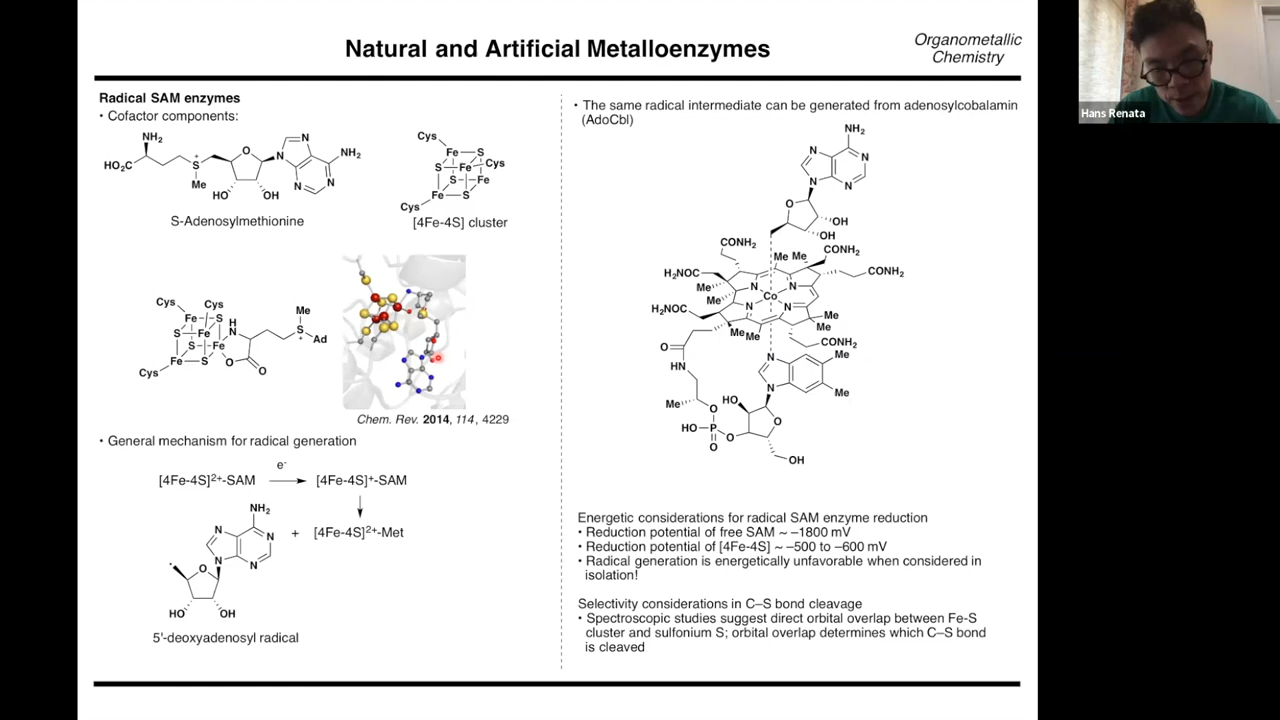 Natural and Artificial Metalloenzymes
Organometallic
Chemistry
Radical SAM enzymes
• Cofactor components:
NH2
HO2C
S
+
Me
O
HO
OH
N
N
N
N
NH2
S-Adenosylmethionine
Cys
Fe
S
S
Fe
Cys
S
Fe
Fe
S
Cys
[4Fe-4S] cluster
Cys
Cys
Fe
S
S
Fe
H
N
S
Fe
Fe
S
O
O
Cys
Me
S
+
Ad
Chem. Rev. 2014, 114, 4229
• General mechanism for radical generation
[4Fe-4S]2+-SAM
e-
[4Fe-4S]+-SAM
+
[4Fe-4S]2+-Met
NH2
N
N
N
N
O
HO
OH
5'-deoxyadenosyl radical
• The same radical intermediate can be generated from adenosylcobalamin
(AdoCbl)
NH2
N
N
N
N
O
OH
OH
CONH2
Me
Me
CONH2
H2NOC
CONH2
Me
N
N
Me
Co
H2NOC
N
N
Me
Me
Me
Me
CONH2
O
HN
N
Me
Me
N
Me
O
HO
HO
P
O
O
O
OH
Energetic considerations for radical SAM enzyme reduction
• Reduction potential of free SAM ~ −1800 mV
• Reduction potential of [4Fe-4S] ~ −500 to −600 mV
• Radical generation is energetically unfavorable when considered in
isolation!
Selectivity considerations in C–S bond cleavage
• Spectroscopic studies suggest direct orbital overlap between Fe-S
cluster and sulfonium S; orbital overlap determines which C–S bond
is cleaved
Hans Renata